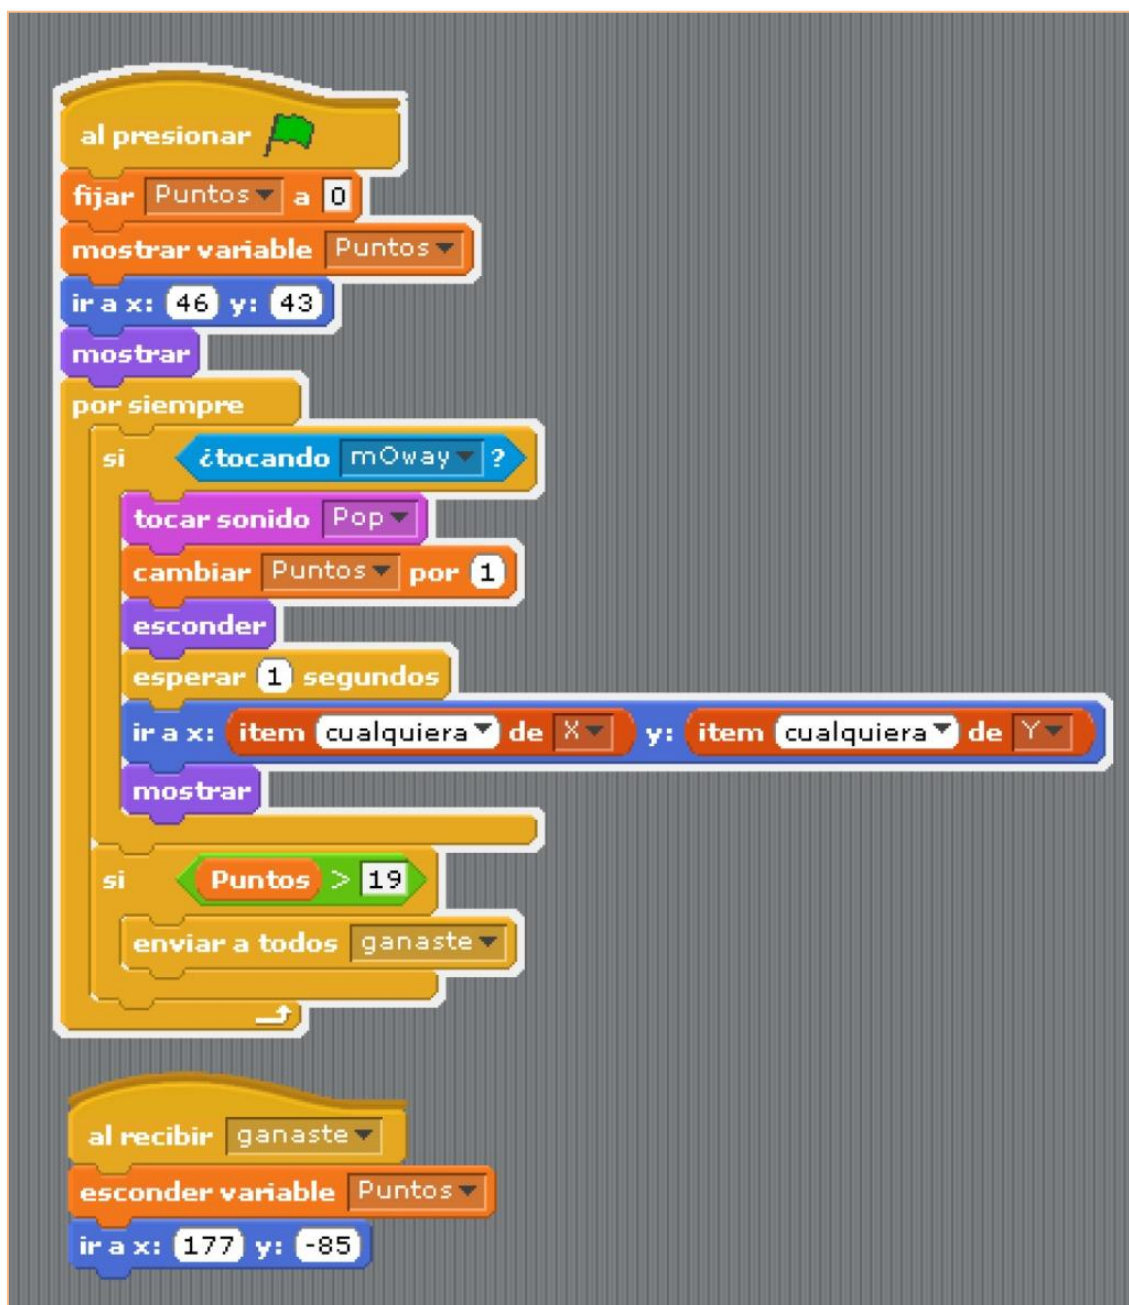 al presionar
fijar Puntos a 0
mostrar variable Puntos
ir a x: 46 y: 43
mostrar
por siempre
si ¿tocando mOway ?
tocar sonido Pop
cambiar Puntos por 1
esconder
esperar 1 segundos
ir a x: item cualquiera de X y: item cualquiera de Y
mostrar
si Puntos > 19
enviar a todos ganaste
al recibir ganaste
esconder variable Puntos
ir a x: 177 y: -85